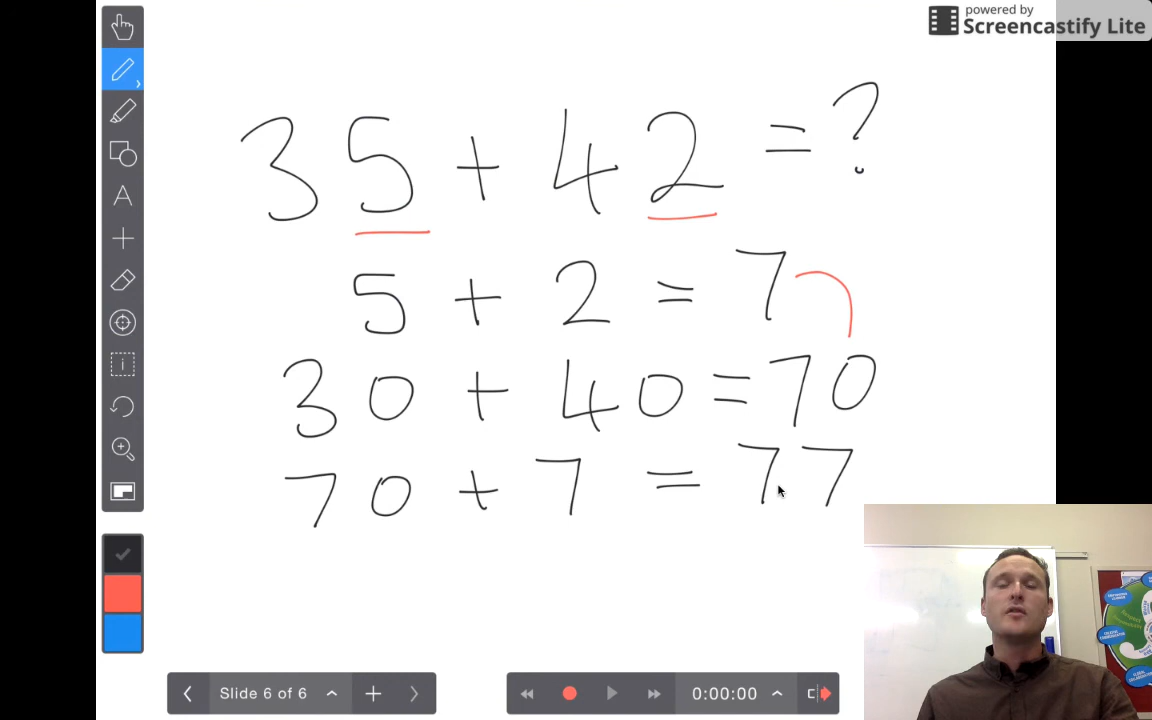 powered by
Screencastify Lite
35 + 42 = ?
5 + 2 = 7
30 + 40 = 70
70 + 7 = 77
Slide 6 of 6
0:00:00